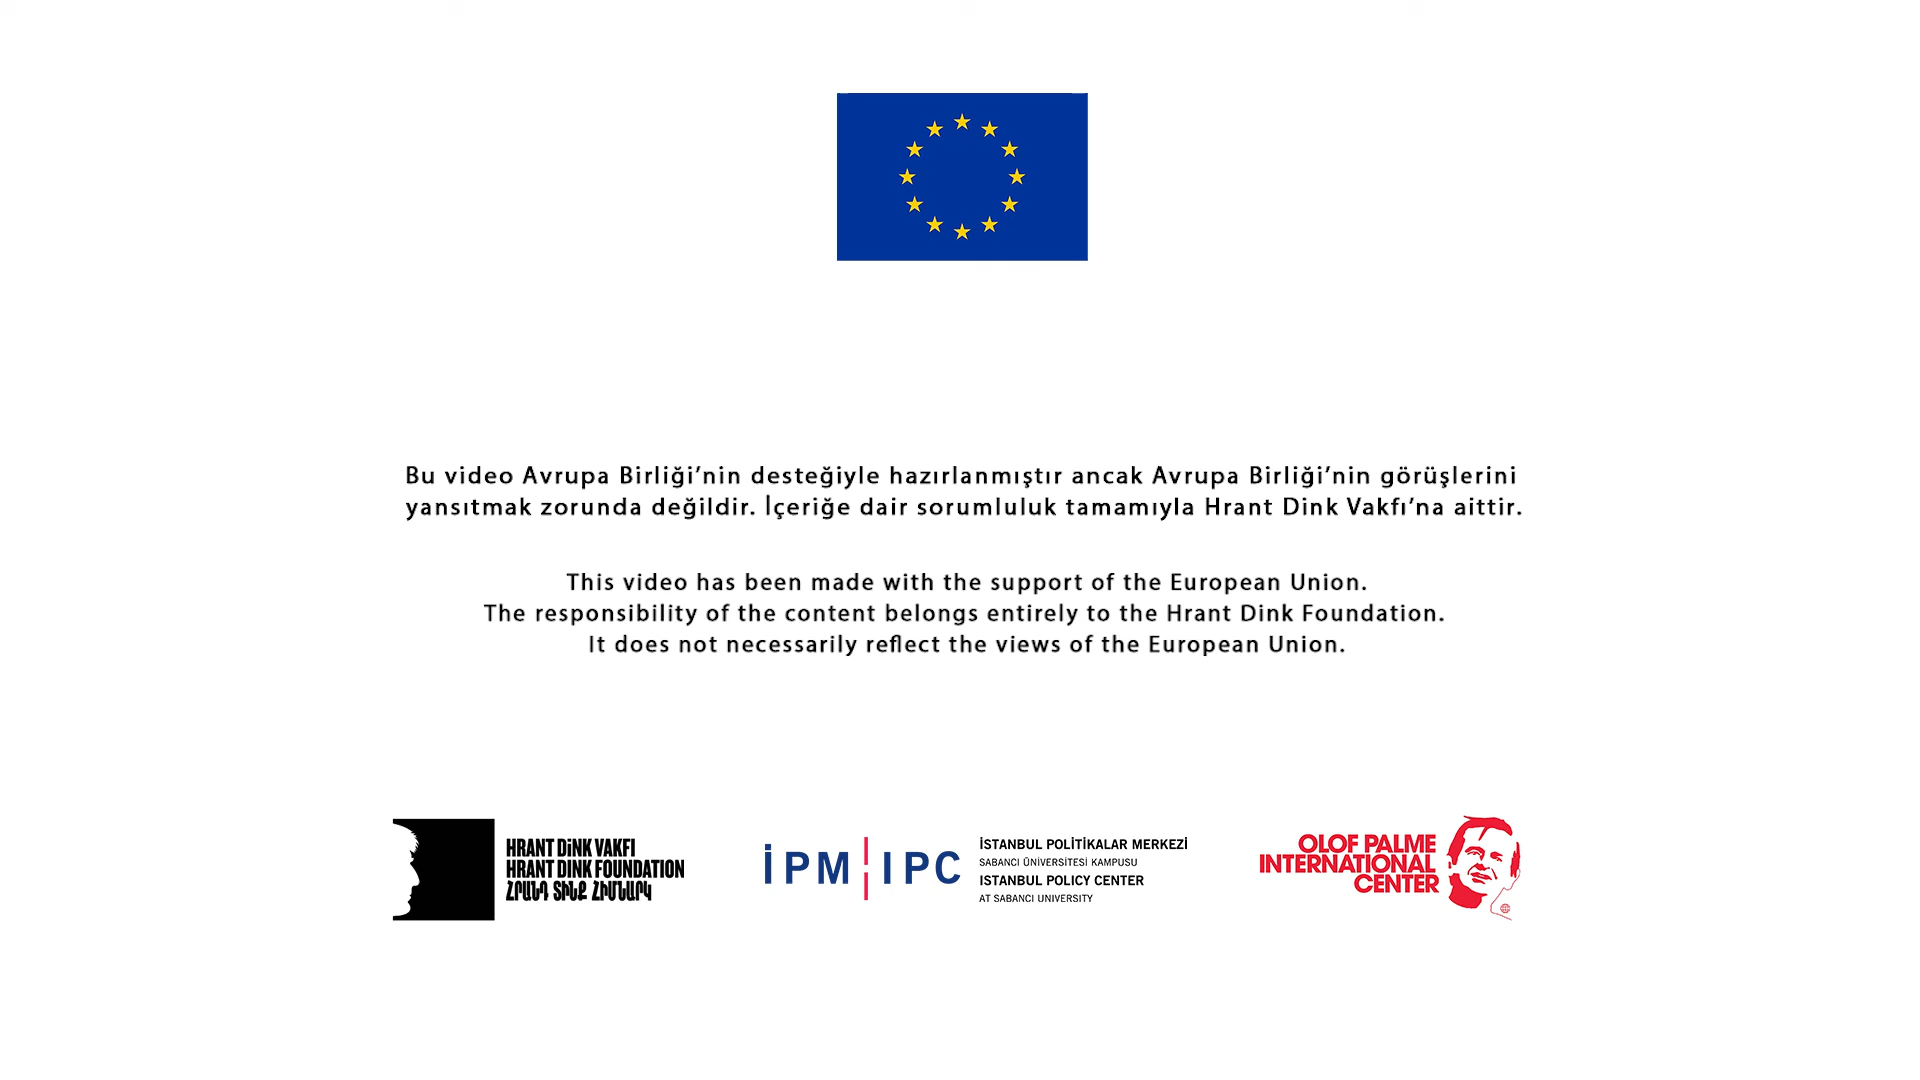 Bu video Avrupa Birliği’nin desteğiyle hazırlanmıştır ancak Avrupa Birliği’nin görüşlerini
yansıtmak zorunda değildir. İçeriğe dair sorumluluk tamamıyla Hrant Dink Vakfı’na aittir.
This video has been made with the support of the European Union.
The responsibility of the content belongs entirely to the Hrant Dink Foundation.
It does not necessarily reflect the views of the European Union.
HRANT DiNK VAKFI
HRANT DINK FOUNDATION
ՀՐԱՆԴ ՏԻՆՔ ՀԻՄՆԱՐԿ
İPM IPC
İSTANBUL POLİTİKALAR MERKEZİ
SABANCI ÜNİVERSİTESİ KAMPUSU
ISTANBUL POLICY CENTER
AT SABANCI UNIVERSITY
OLOF PALME
INTERNATIONAL
CENTER